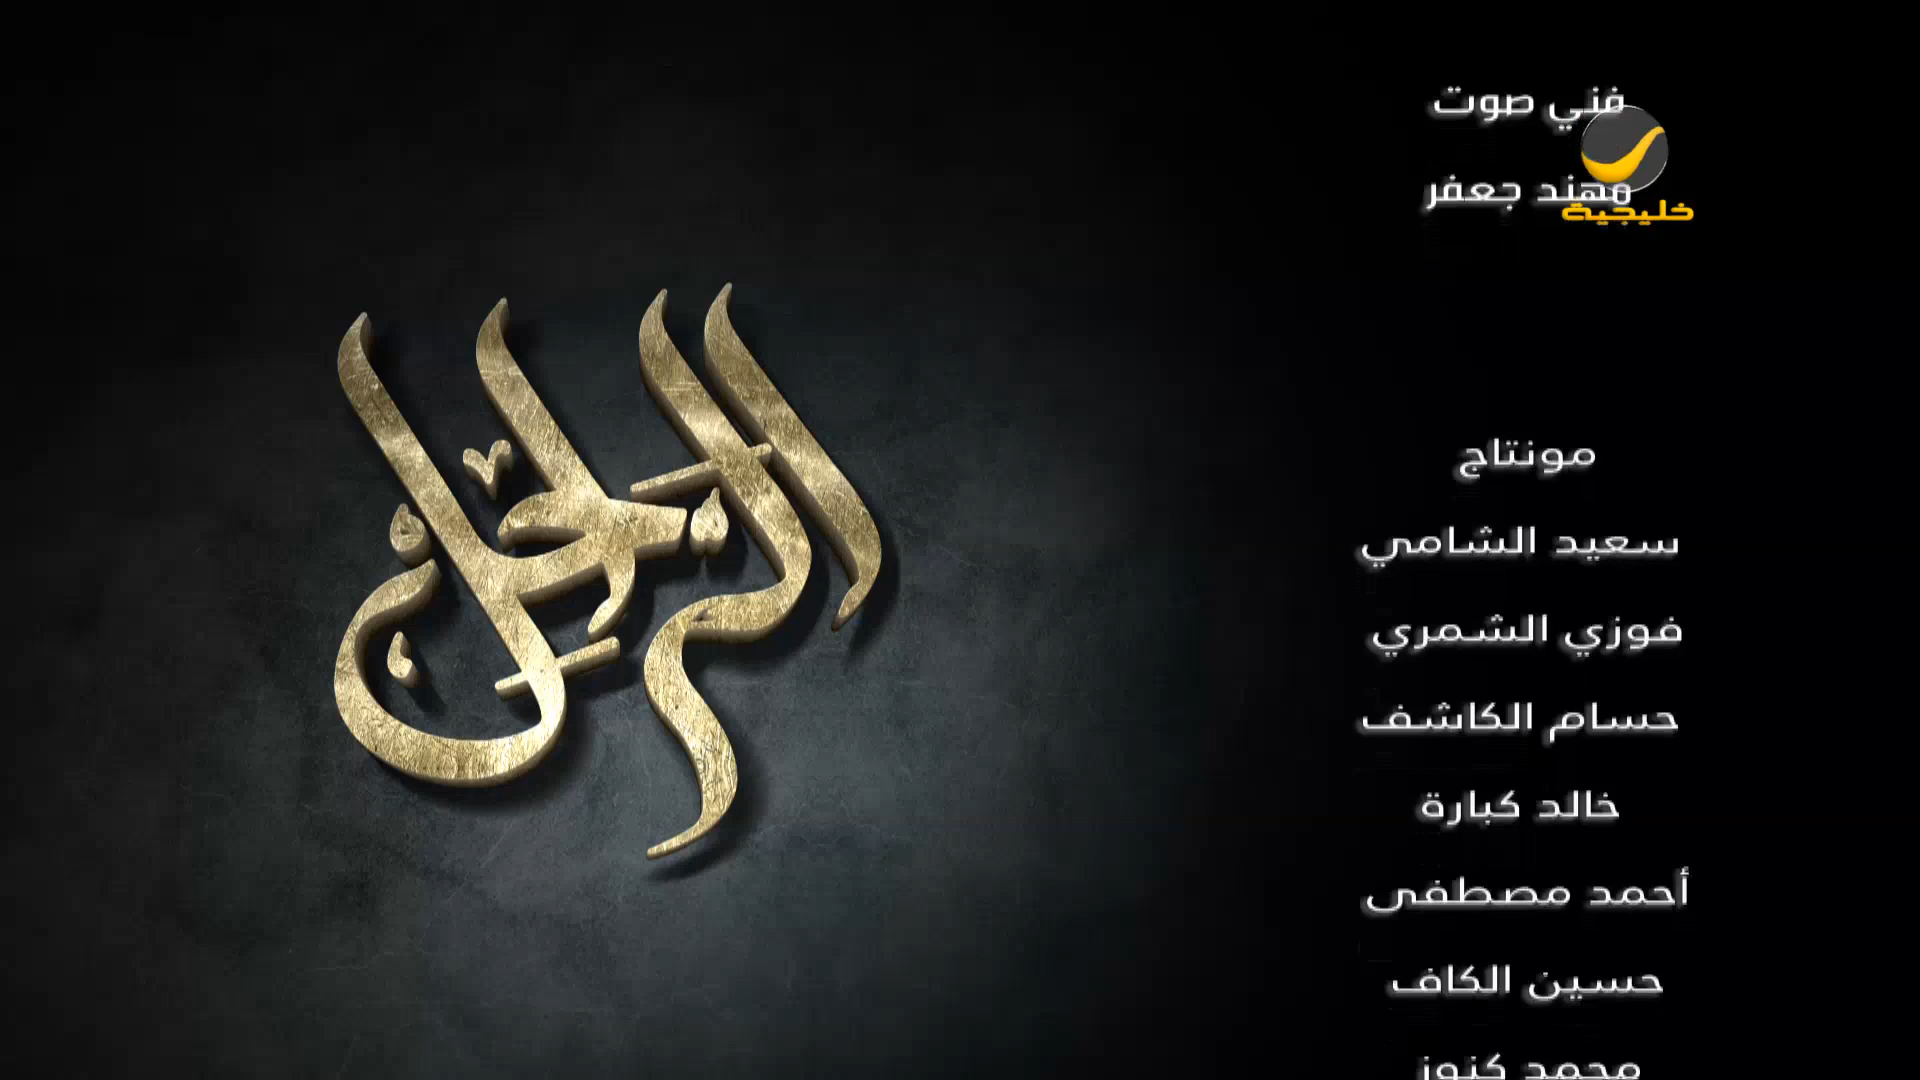 فني صوت
مهند جعفر
خليجية
الراحل
مونتاج
سعيد الشامي
فوزي الشمري
حسام الكاشف
خالد كبارة
أحمد مصطفى
حسين الكاف
محمد كنوز